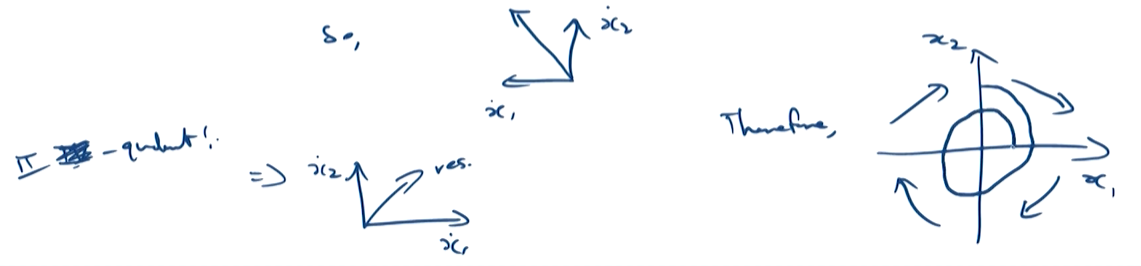 So,
ẋ₂
ẋ₁
II -quadrant:
⇒ ẋ₂
res.
ẋ₁
Therefore,
x₂
x₁